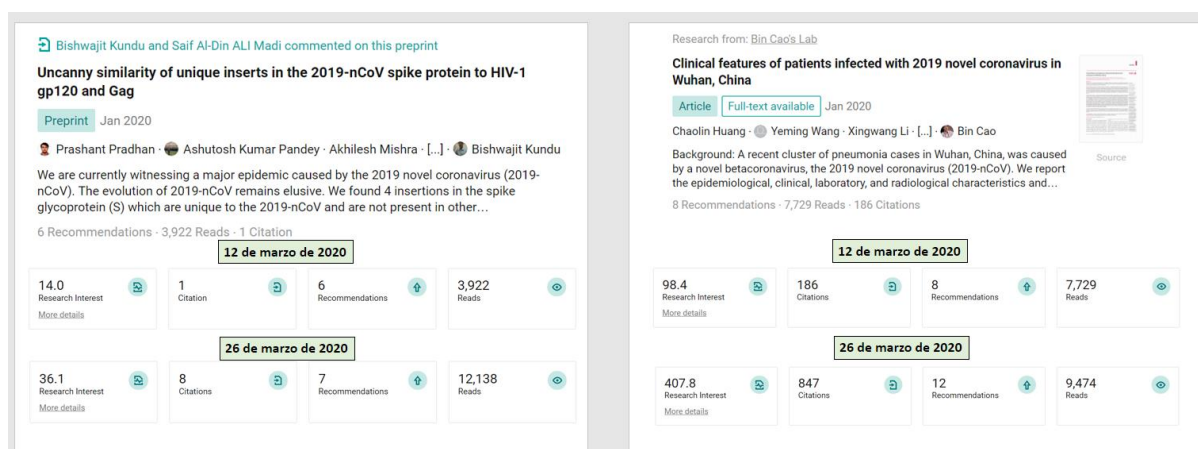 Bishwajit Kundu and Saif Al-Din ALI Madi commented on this preprint
Uncanny similarity of unique inserts in the 2019-nCoV spike protein to HIV-1
gp120 and Gag
Preprint Jan 2020
Prashant Pradhan · Ashutosh Kumar Pandey · Akhilesh Mishra · [...] · Bishwajit Kundu
We are currently witnessing a major epidemic caused by the 2019 novel coronavirus (2019-
nCoV). The evolution of 2019-nCoV remains elusive. We found 4 insertions in the spike
glycoprotein (S) which are unique to the 2019-nCoV and are not present in other…
6 Recommendations · 3,922 Reads · 1 Citation
12 de marzo de 2020
14.0 1 6 3,922
Research Interest Citation Recommendations Reads
More details
26 de marzo de 2020
36.1 8 7 12,138
Research Interest Citations Recommendations Reads
More details
Research from: Bin Cao's Lab
Clinical features of patients infected with 2019 novel coronavirus in
Wuhan, China
Article Full-text available Jan 2020
Chaolin Huang · Yeming Wang · Xingwang Li · [...] · Bin Cao
Background: A recent cluster of pneumonia cases in Wuhan, China, was caused
by a novel betacoronavirus, the 2019 novel coronavirus (2019-nCoV). We report
the epidemiological, clinical, laboratory, and radiological characteristics and…
Source
8 Recommendations · 7,729 Reads · 186 Citations
12 de marzo de 2020
98.4 186 8 7,729
Research Interest Citations Recommendations Reads
More details
26 de marzo de 2020
407.8 847 12 9,474
Research Interest Citations Recommendations Reads
More details